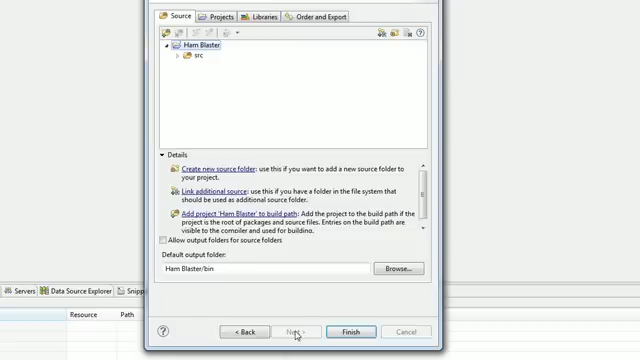 Source Projects Libraries Order and Export
Ham Blaster
src
Details
Create new source folder: use this if you want to add a new source folder to
your project.
Link additional source: use this if you have a folder in the file system that
should be used as additional source folder.
Add project 'Ham Blaster' to build path: Add the project to the build path if the
project is the root of packages and source files. Entries on the build path are
visible to the compiler and used for building.
Allow output folders for source folders
Default output folder:
Ham Blaster/bin
Browse...
Servers Data Source Explorer Snipp
Resource Path
< Back Next > Finish Cancel